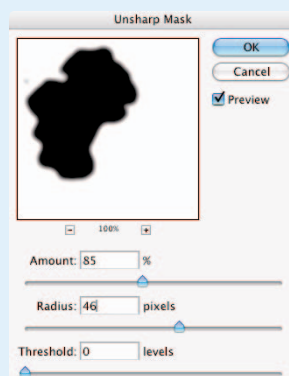 Unsharp Mask
OK
Cancel
Preview
- 100% +
Amount: 85 %
Radius: 46 pixels
Threshold: 0 levels